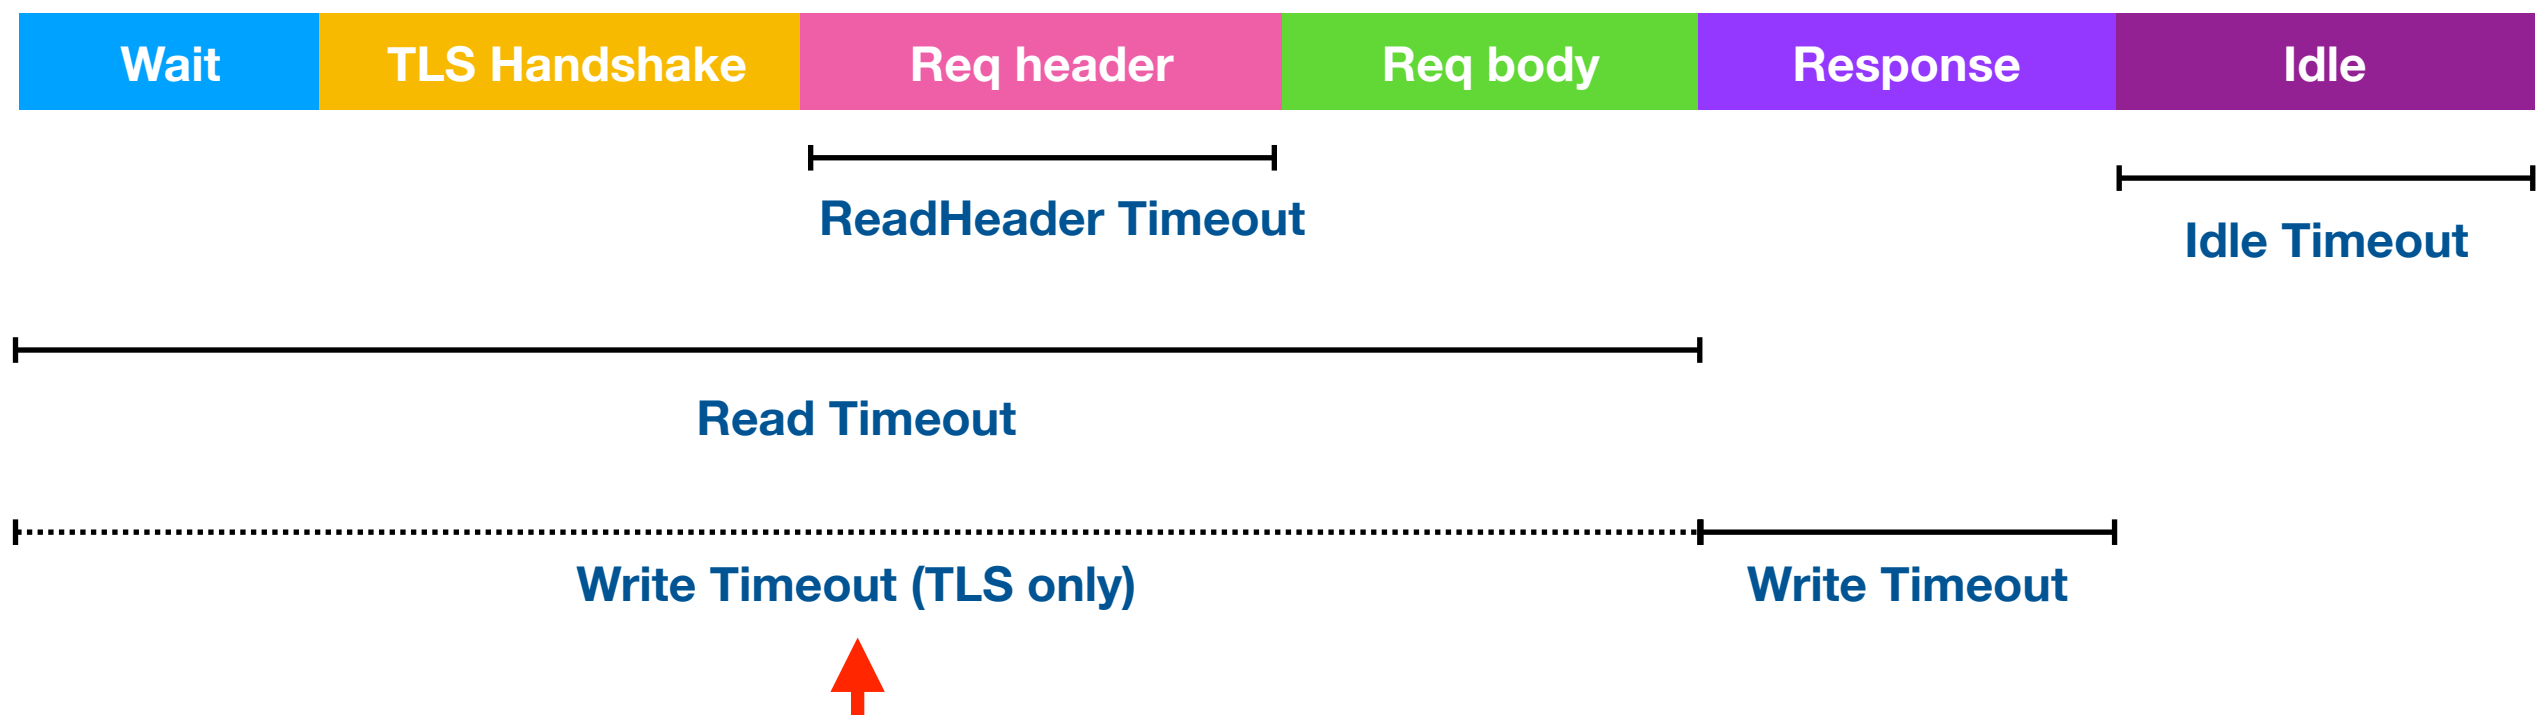 Wait TLS Handshake Req header Req body Response Idle
ReadHeader Timeout
Idle Timeout
Read Timeout
Write Timeout (TLS only) Write Timeout